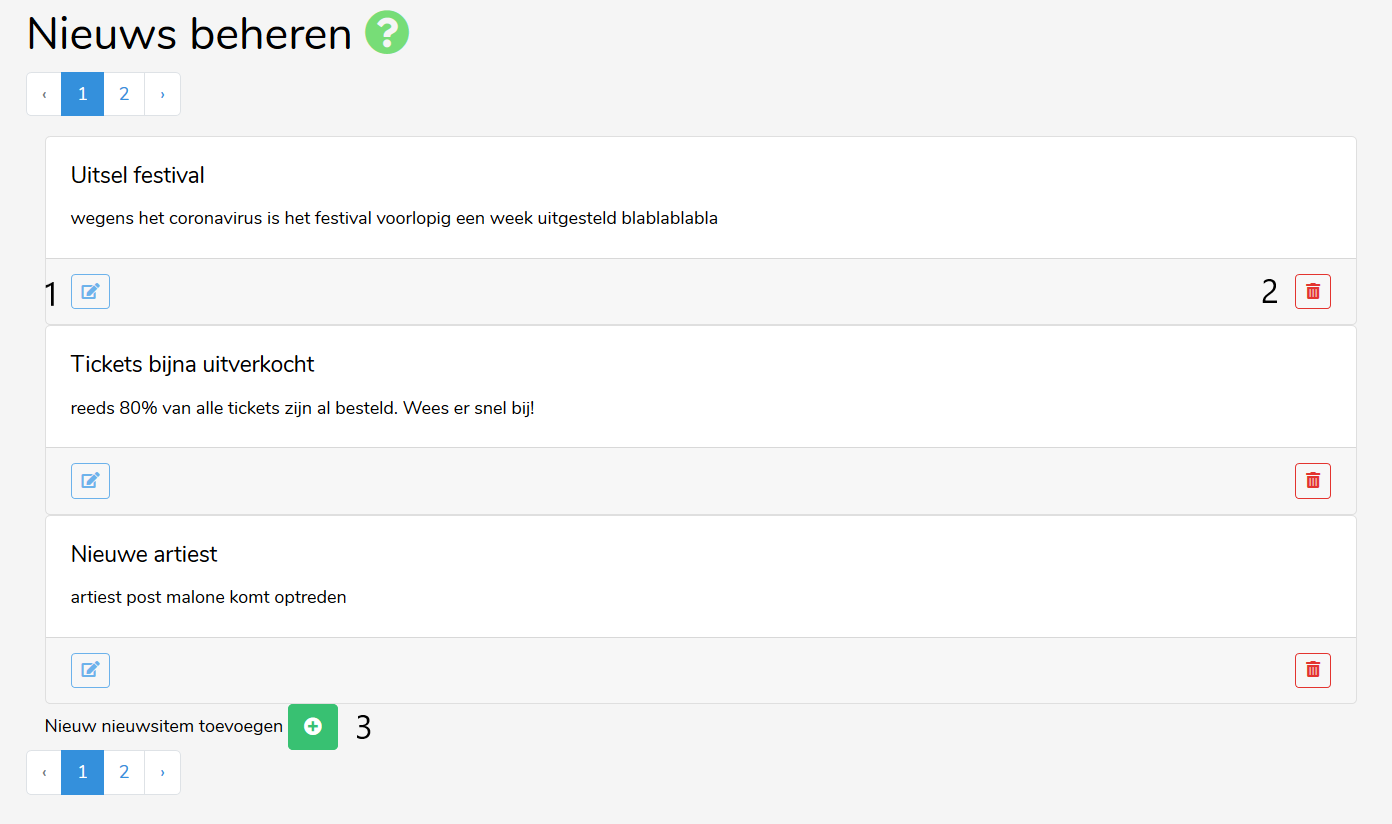 Nieuws beheren ?
‹ 1 2 ›
Uitsel festival
wegens het coronavirus is het festival voorlopig een week uitgesteld blablablabla
1 2
Tickets bijna uitverkocht
reeds 80% van alle tickets zijn al besteld. Wees er snel bij!
Nieuwe artiest
artiest post malone komt optreden
Nieuw nieuwsitem toevoegen 3
‹ 1 2 ›